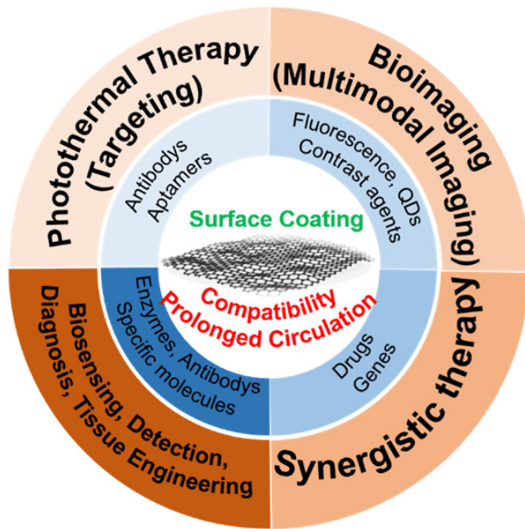 Photothermal Therapy
(Targeting)
Bioimaging
(Multimodal Imaging)
Antibodys
Aptamers
Fluorescence, QDs
Contrast agents
Surface Coating
Compatibility
Prolonged Circulation
Enzymes, Antibodys
Specific molecules
Drugs
Genes
Biosensing, Detection,
Diagnosis, Tissue Engineering
Synergistic therapy